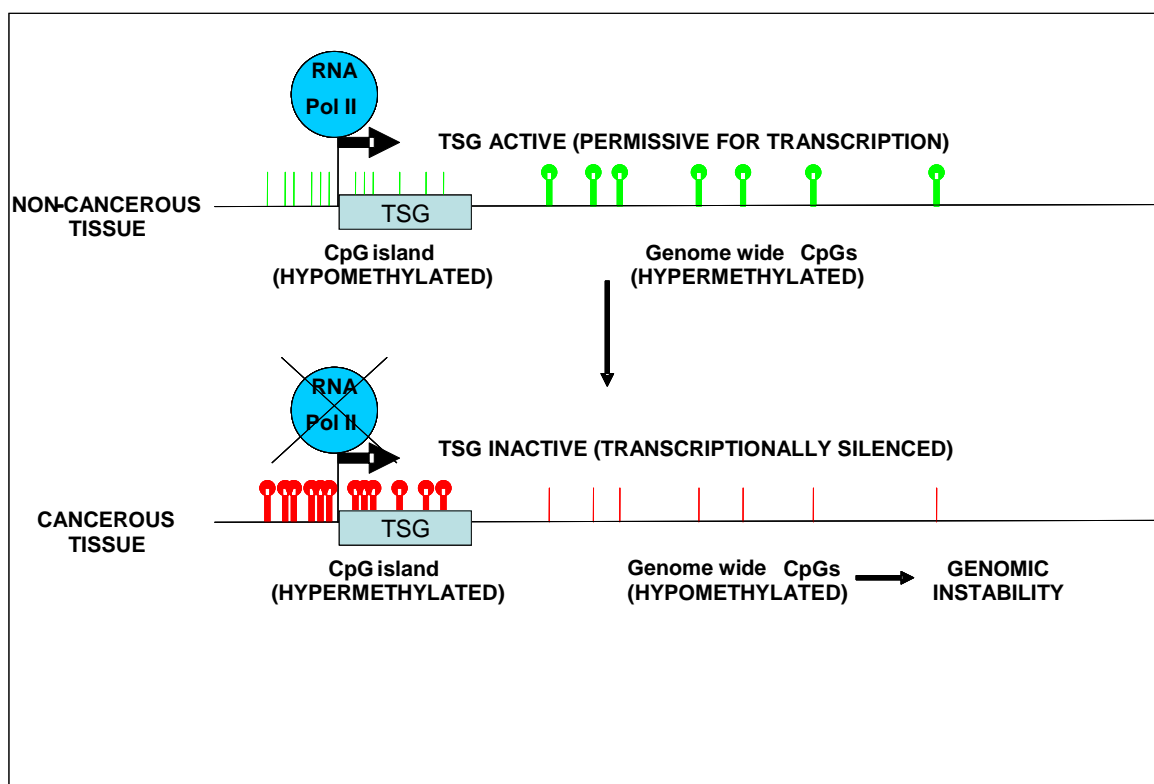 RNA
Pol II
TSG ACTIVE (PERMISSIVE FOR TRANSCRIPTION)
NON-CANCEROUS
TISSUE
TSG
CpG island
(HYPOMETHYLATED)
Genome wide CpGs
(HYPERMETHYLATED)
RNA
Pol II
TSG INACTIVE (TRANSCRIPTIONALLY SILENCED)
CANCEROUS
TISSUE
TSG
CpG island
(HYPERMETHYLATED)
Genome wide CpGs
(HYPOMETHYLATED)
GENOMIC
INSTABILITY